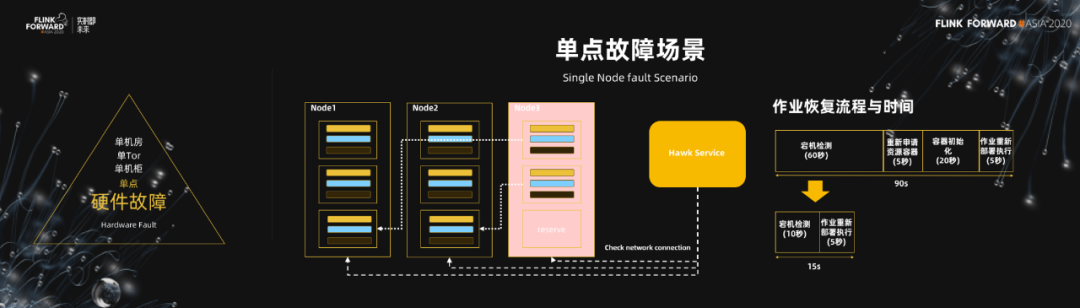 FLINK
FORWARD
#ASIA 2020
实时即
未来
FLINK FORWARD #ASIA 2020
单点故障场景
Single Node fault Scenario
单机房
单Tor
单机柜
单点
硬件故障
Hardware Fault
Node1
Node2
Node3
reserve
Hawk Service
Check network connection
作业恢复流程与时间
宕机检测
(60秒)
重新申请
资源容器
(5秒)
容器初始
化
(20秒)
作业重新
部署执行
(5秒)
90s
宕机检测
(10秒)
作业重新
部署执行
(5秒)
15s